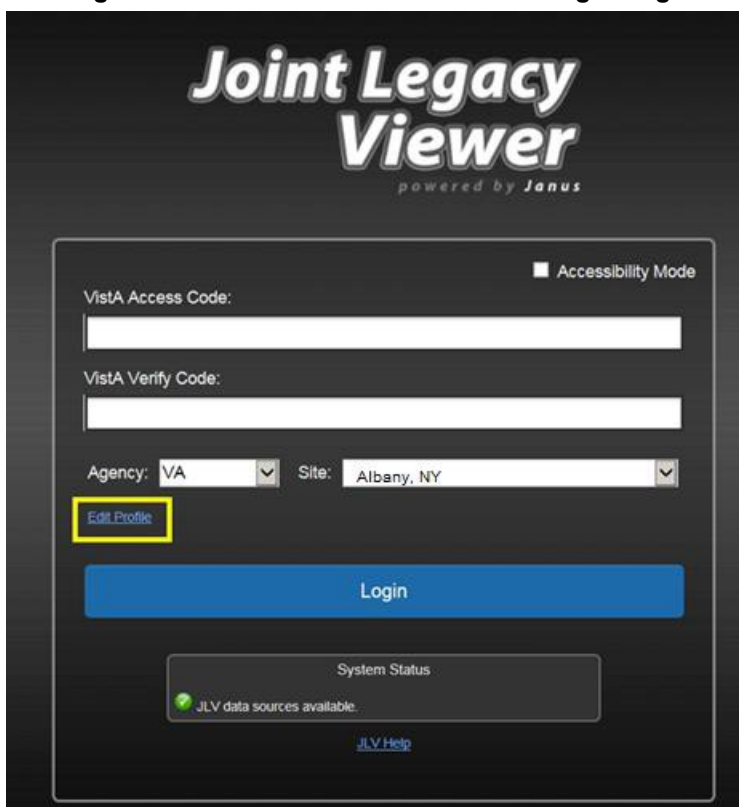 Joint Legacy
Viewer
powered by Janus
Accessibility Mode
VistA Access Code:
VistA Verify Code:
Agency: VA Site: Albany, NY
Edit Profile
Login
System Status
JLV data sources available.
JLV Help